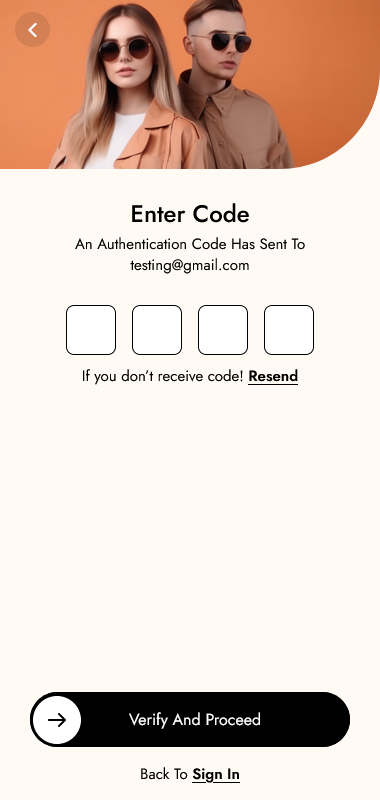 Enter Code
An Authentication Code Has Sent To
testing@gmail.com
If you don't receive code! Resend
Verify And Proceed
Back To Sign In